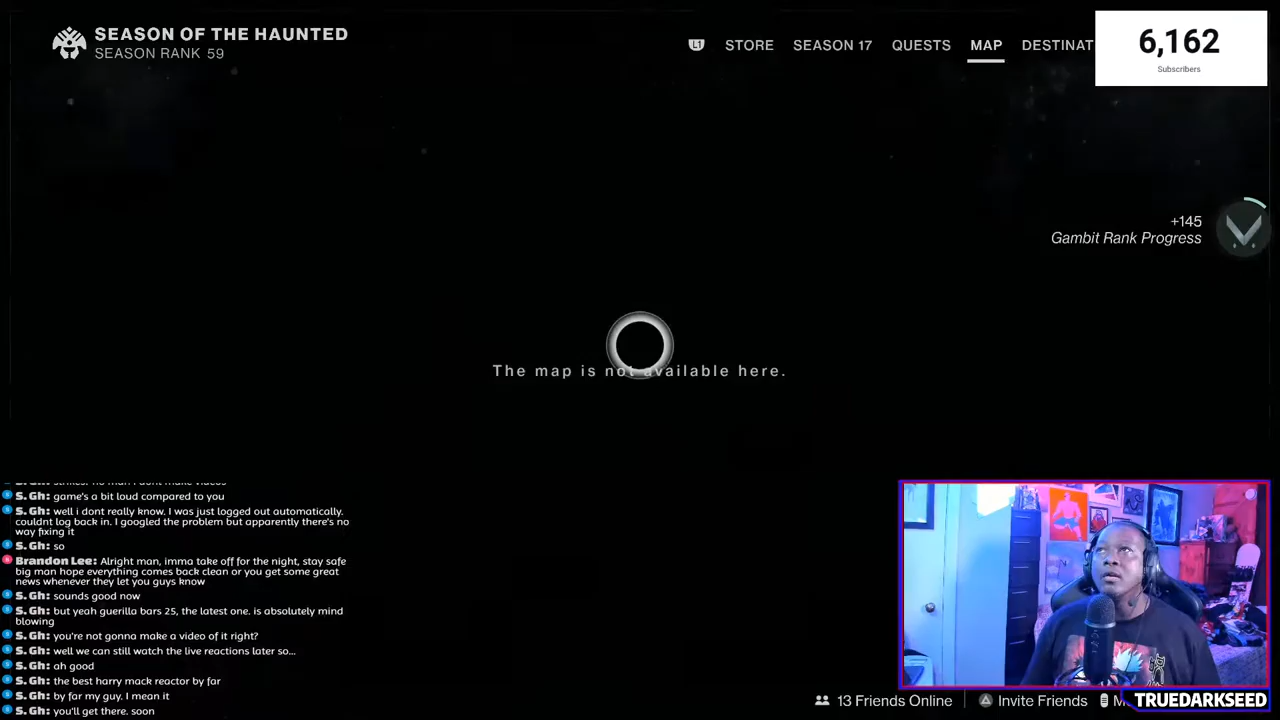 SEASON OF THE HAUNTED
SEASON RANK 59
L1 STORE SEASON 17 QUESTS MAP DESTINAT
6,162
Subscribers
+145
Gambit Rank Progress
The map is not available here.
S. Gh: strikes. no man i dont make videos
S. Gh: game's a bit loud compared to you
S. Gh: well i dont really know. I was just logged out automatically.
couldnt log back in. I googled the problem but apparently there's no
way fixing it
S. Gh: so
Brandon Lee: Alright man, imma take off for the night, stay safe
big man hope everything comes back clean or you get some great
news whenever they let you guys know
S. Gh: sounds good now
S. Gh: but yeah guerilla bars 25, the latest one. is absolutely mind
blowing
S. Gh: you're not gonna make a video of it right?
S. Gh: well we can still watch the live reactions later so...
S. Gh: ah good
S. Gh: the best harry mack reactor by far
S. Gh: by far my guy. I mean it
S. Gh: you'll get there. soon
13 Friends Online
Invite Friends
TRUEDARKSEED